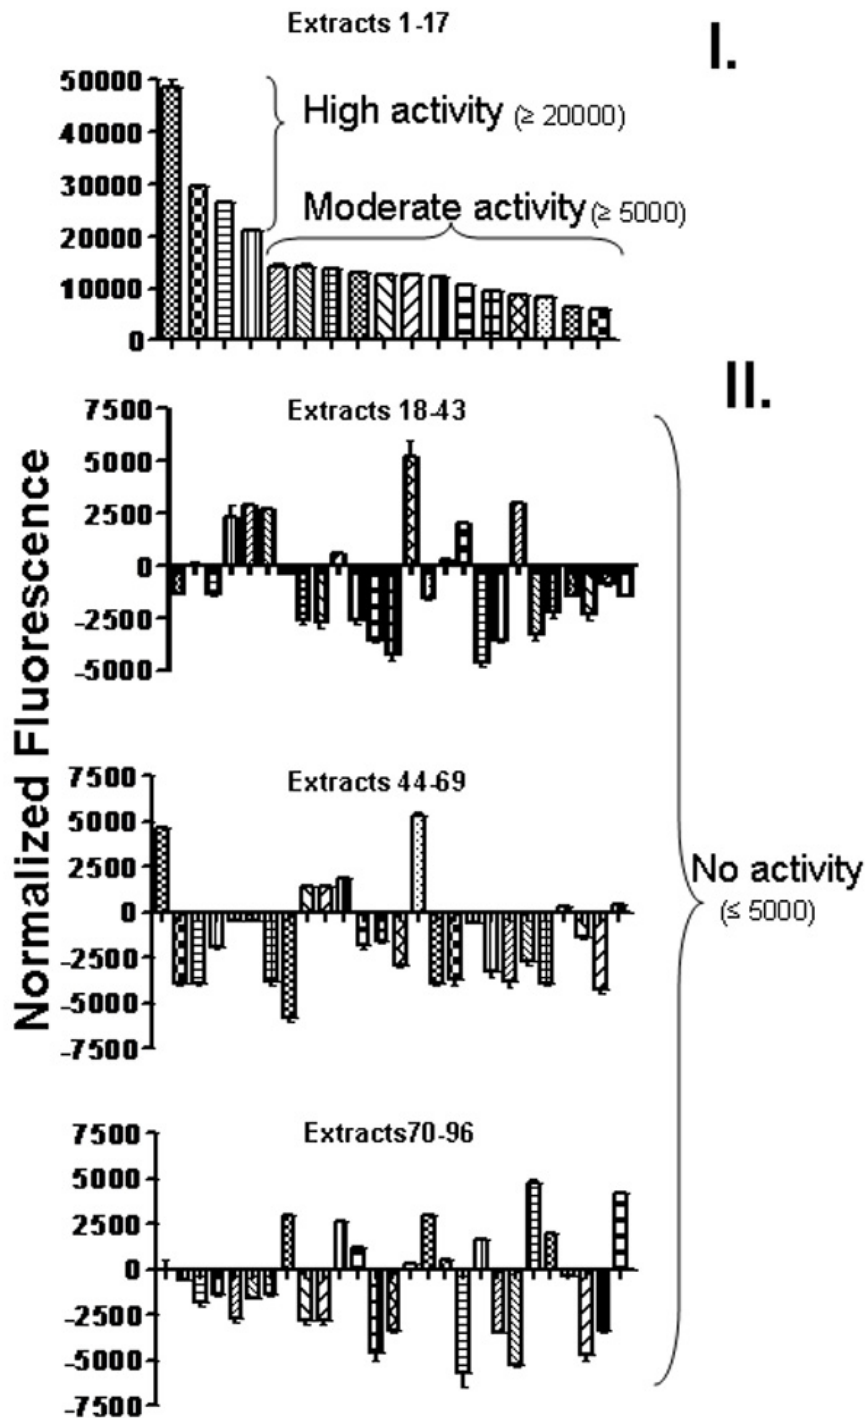 Extracts 1-17
I.
50000
High activity (≥ 20000)
40000
30000
Moderate activity (≥ 5000)
20000
10000
0
II.
7500
Extracts 18-43
5000
2500
0
-2500
-5000
Normalized Fluorescence
7500
Extracts 44-69
5000
2500
0
-2500
-5000
-7500
No activity
(≤ 5000)
7500
Extracts70-96
5000
2500
0
-2500
-5000
-7500